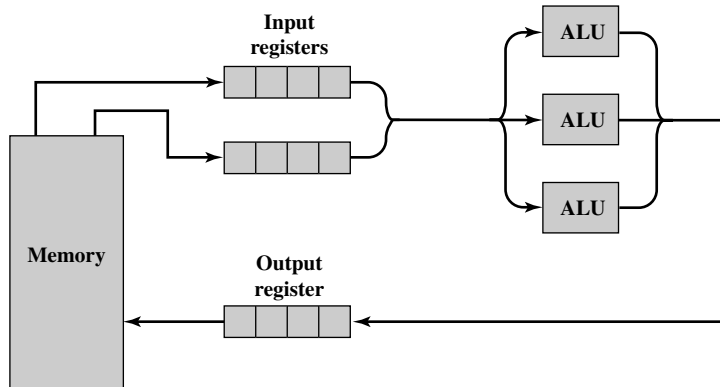 Input
registers
ALU
ALU
ALU
Memory
Output
register